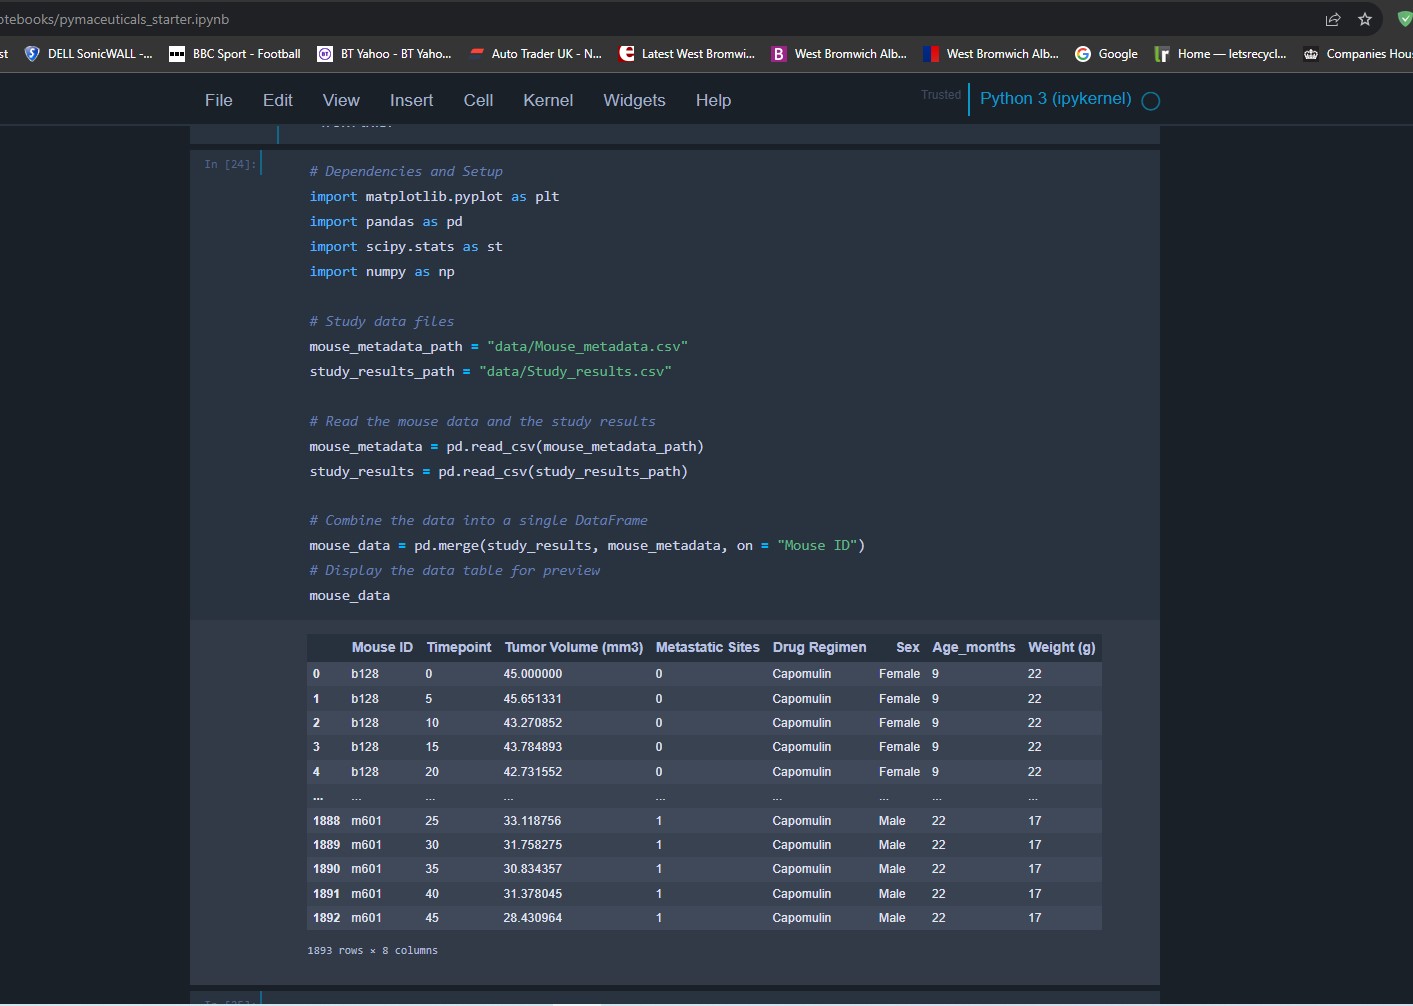 otebooks/pymaceuticals_starter.ipynb
st DELL SonicWALL -... BBC Sport - Football BT Yahoo - BT Yaho... Auto Trader UK - N... Latest West Bromwi... West Bromwich Alb... West Bromwich Alb... Google Home — letsrecycl... Companies Hou
File Edit View Insert Cell Kernel Widgets Help Trusted Python 3 (ipykernel)
In [24]:
# Dependencies and Setup
import matplotlib.pyplot as plt
import pandas as pd
import scipy.stats as st
import numpy as np
# Study data files
mouse_metadata_path = "data/Mouse_metadata.csv"
study_results_path = "data/Study_results.csv"
# Read the mouse data and the study results
mouse_metadata = pd.read_csv(mouse_metadata_path)
study_results = pd.read_csv(study_results_path)
# Combine the data into a single DataFrame
mouse_data = pd.merge(study_results, mouse_metadata, on = "Mouse ID")
# Display the data table for preview
mouse_data
Mouse ID Timepoint Tumor Volume (mm3) Metastatic Sites Drug Regimen Sex Age_months Weight (g)
0 b128 0 45.000000 0 Capomulin Female 9 22
1 b128 5 45.651331 0 Capomulin Female 9 22
2 b128 10 43.270852 0 Capomulin Female 9 22
3 b128 15 43.784893 0 Capomulin Female 9 22
4 b128 20 42.731552 0 Capomulin Female 9 22
... ... ... ... ... ... ... ... ...
1888 m601 25 33.118756 1 Capomulin Male 22 17
1889 m601 30 31.758275 1 Capomulin Male 22 17
1890 m601 35 30.834357 1 Capomulin Male 22 17
1891 m601 40 31.378045 1 Capomulin Male 22 17
1892 m601 45 28.430964 1 Capomulin Male 22 17
1893 rows × 8 columns